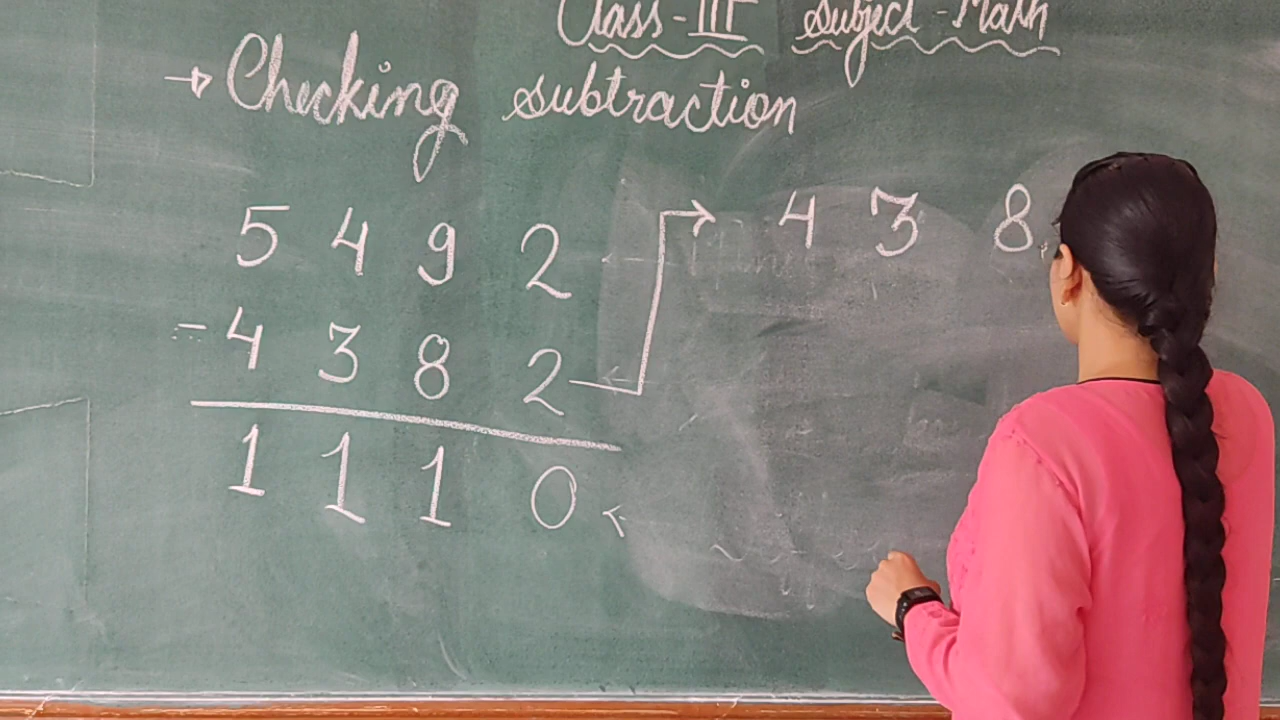 Class-III Subject-Math
→ Checking subtraction
5 4 9 2 → 4 3 8
- 4 3 8 2
1 1 1 0